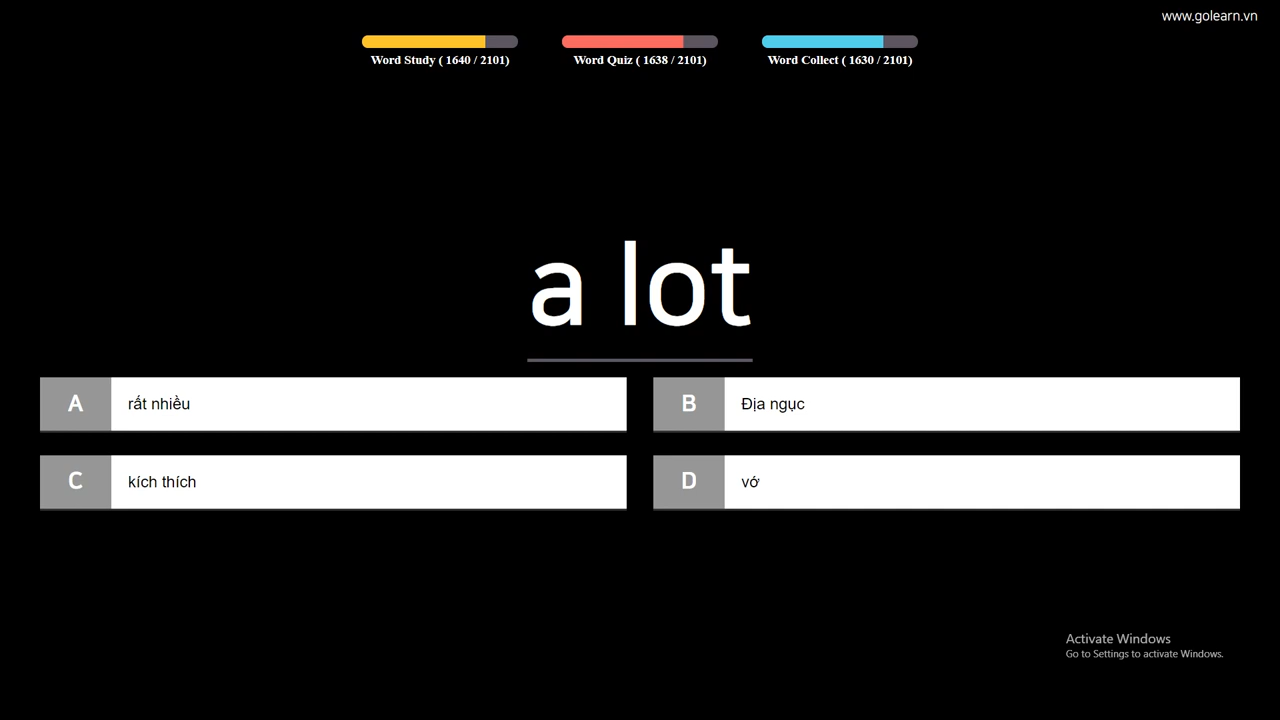 www.golearn.vn
Word Study ( 1640 / 2101)
Word Quiz ( 1638 / 2101)
Word Collect ( 1630 / 2101)
a lot
A rất nhiều
B Địa ngục
C kích thích
D vớ
Activate Windows
Go to Settings to activate Windows.